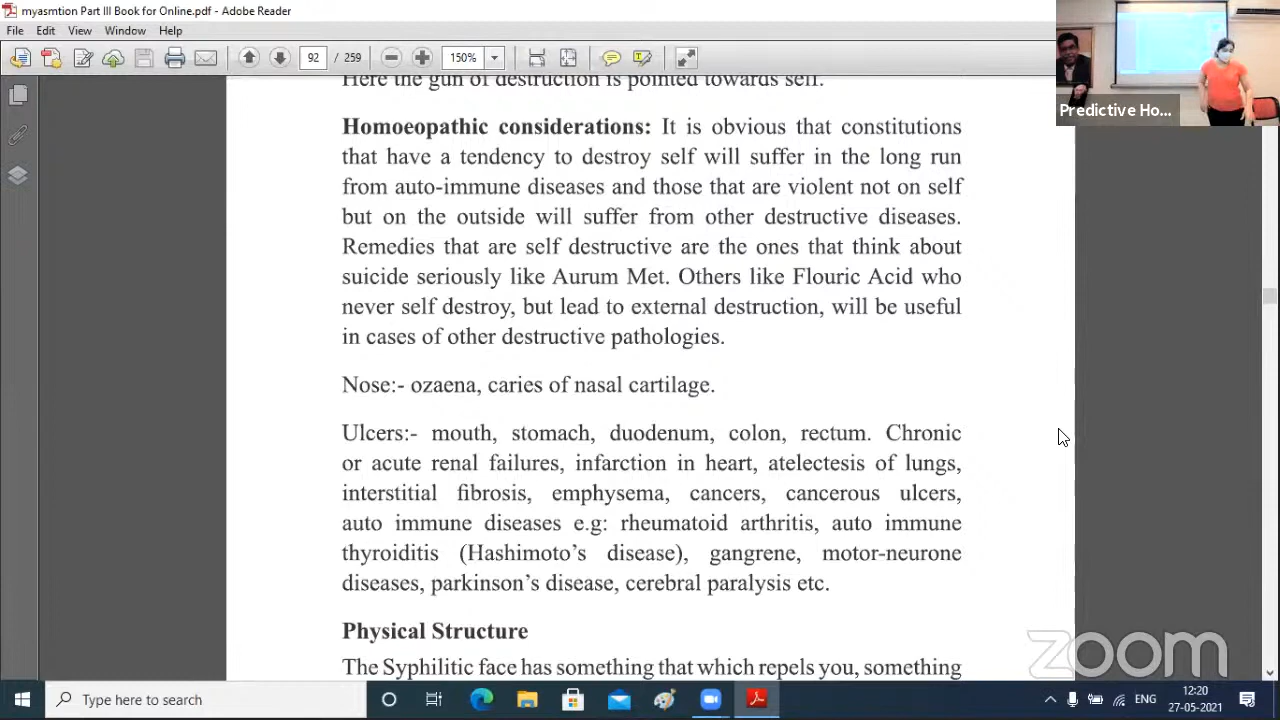 myasmtion Part III Book for Online.pdf - Adobe Reader
File Edit View Window Help
92 / 259 150%
Predictive Ho...
Here the gun of destruction is pointed towards self.
Homoeopathic considerations: It is obvious that constitutions
that have a tendency to destroy self will suffer in the long run
from auto-immune diseases and those that are violent not on self
but on the outside will suffer from other destructive diseases.
Remedies that are self destructive are the ones that think about
suicide seriously like Aurum Met. Others like Flouric Acid who
never self destroy, but lead to external destruction, will be useful
in cases of other destructive pathologies.
Nose:- ozaena, caries of nasal cartilage.
Ulcers:- mouth, stomach, duodenum, colon, rectum. Chronic
or acute renal failures, infarction in heart, atelectesis of lungs,
interstitial fibrosis, emphysema, cancers, cancerous ulcers,
auto immune diseases e.g: rheumatoid arthritis, auto immune
thyroiditis (Hashimoto's disease), gangrene, motor-neurone
diseases, parkinson's disease, cerebral paralysis etc.
Physical Structure
The Syphilitic face has something that which repels you, something
zoom
Type here to search
ENG
12:20
27-05-2021